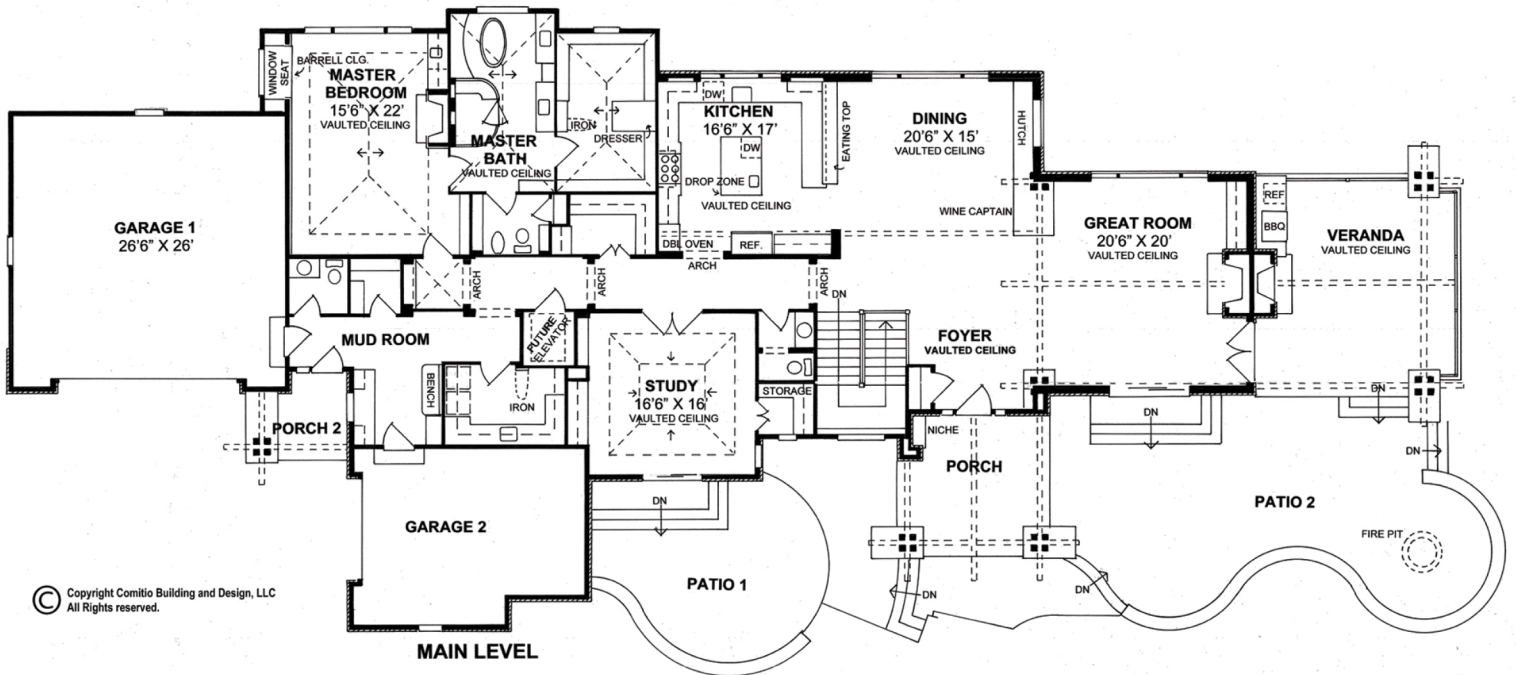 WINDOW
SEAT
BARRELL CLG.
MASTER
BEDROOM
15'6" X 22'
VAULTED CEILING
MASTER
BATH
VAULTED CEILING
IRON
DRESSER
DW
KITCHEN
16'6" X 17'
DW
DROP ZONE
VAULTED CEILING
EATING TOP
DBL OVEN
REF.
DINING
20'6" X 15'
VAULTED CEILING
HUTCH
WINE CAPTAIN
GREAT ROOM
20'6" X 20'
VAULTED CEILING
REF
BBQ
VERANDA
VAULTED CEILING
GARAGE 1
26'6" X 26'
ARCH
ARCH
ARCH
ARCH
MUD ROOM
FUTURE
ELEVATOR
BENCH
IRON
STUDY
16'6" X 16'
VAULTED CEILING
STORAGE
DN
FOYER
VAULTED CEILING
NICHE
PORCH
PORCH 2
GARAGE 2
DN
PATIO 1
DN
DN
DN
DN
DN
PATIO 2
FIRE PIT
© Copyright Comitio Building and Design, LLC
All Rights reserved.
MAIN LEVEL